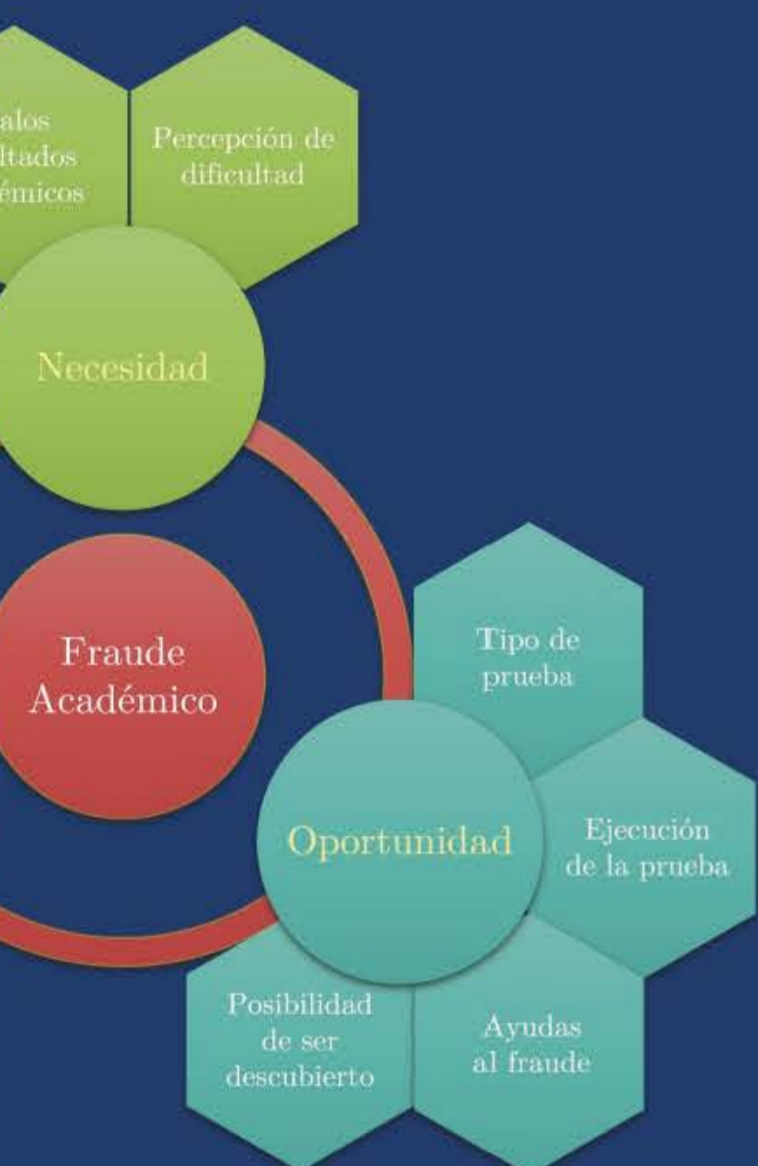 Percepción de
dificultad
Necesidad
Fraude
Académico
Tipo de
prueba
Oportunidad
Ejecución
de la prueba
Posibilidad
de ser
descubierto
Ayudas
al fraude